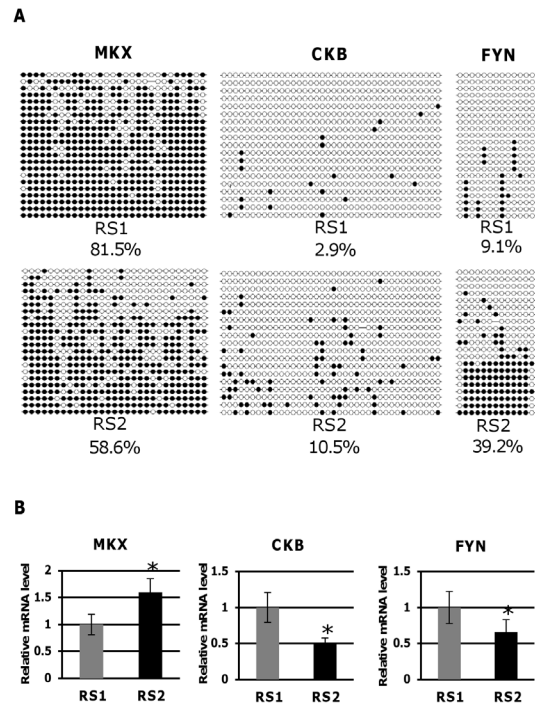 A
MKX CKB FYN
RS1 RS1 RS1
81.5% 2.9% 9.1%
RS2 RS2 RS2
58.6% 10.5% 39.2%
B
MKX
Relative mRNA level
2
1.5
1
0.5
0
*
RS1 RS2
CKB
Relative mRNA level
1.5
1
0.5
0
*
RS1 RS2
FYN
Relative mRNA level
1.5
1
0.5
0
*
RS1 RS2